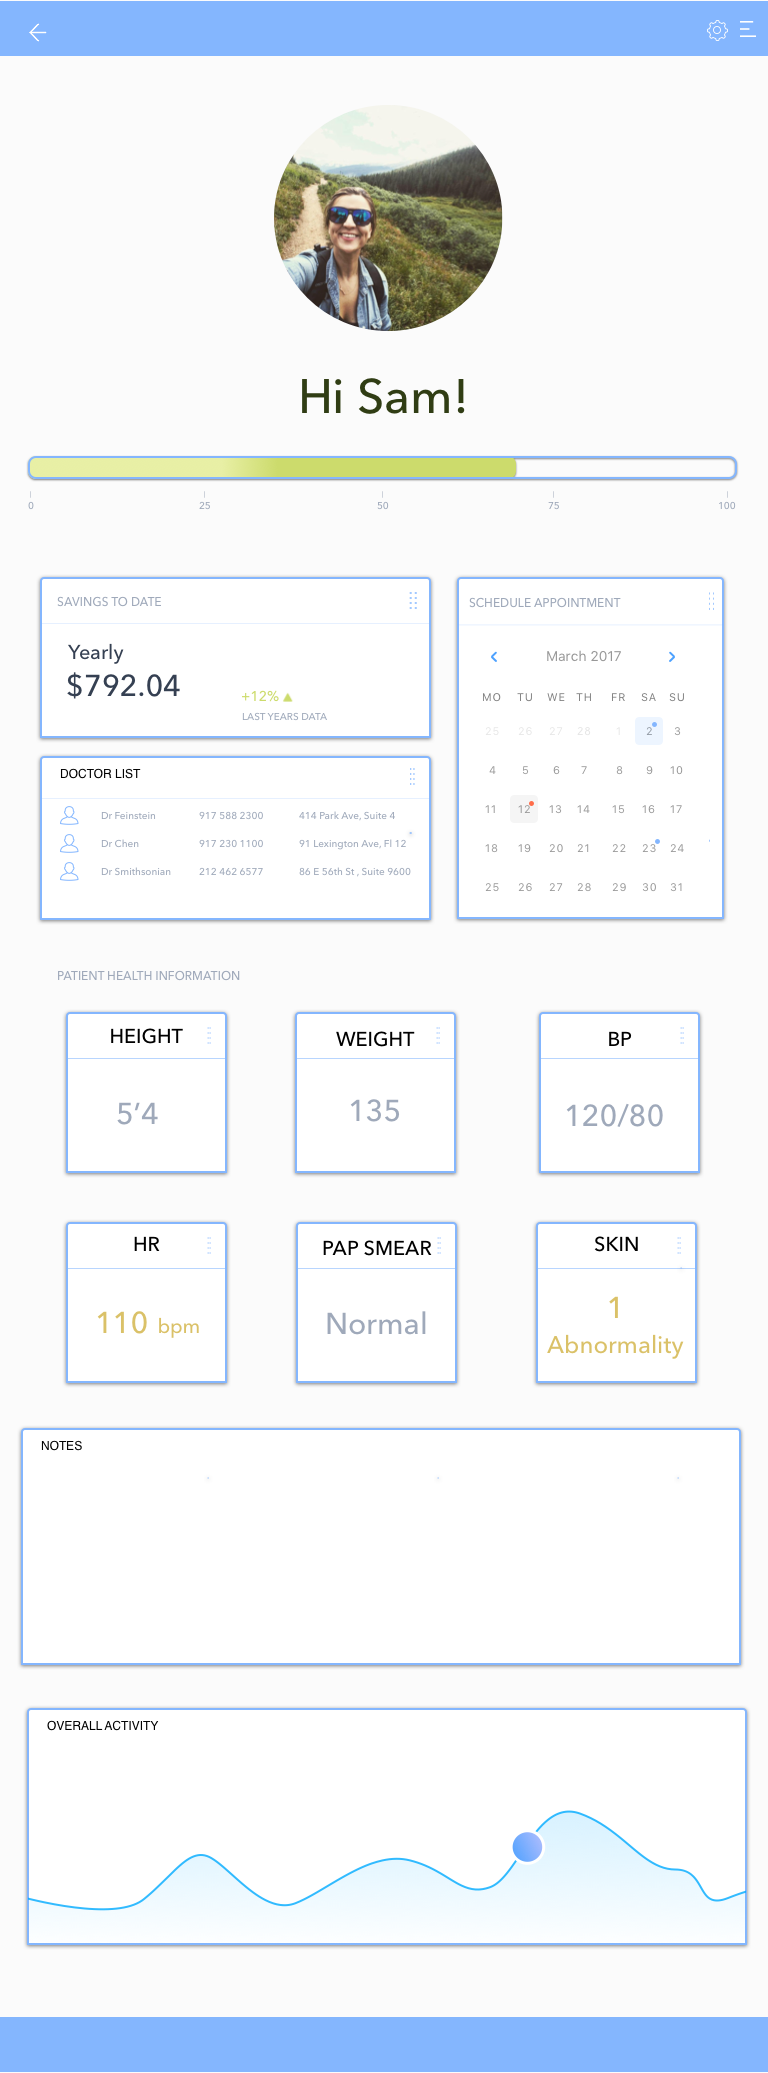 Hi Sam!
0 25 50 75 100
SAVINGS TO DATE
Yearly
$792.04
+12%
LAST YEARS DATA
DOCTOR LIST
Dr Feinstein 917 588 2300 414 Park Ave, Suite 4
Dr Chen 917 230 1100 91 Lexington Ave, Fl 12
Dr Smithsonian 212 462 6577 86 E 56th St , Suite 9600
SCHEDULE APPOINTMENT
March 2017
MO TU WE TH FR SA SU
25 26 27 28 1 2 3
4 5 6 7 8 9 10
11 12 13 14 15 16 17
18 19 20 21 22 23 24
25 26 27 28 29 30 31
PATIENT HEALTH INFORMATION
HEIGHT
5’4
WEIGHT
135
BP
120/80
HR
110 bpm
PAP SMEAR
Normal
SKIN
1
Abnormality
NOTES
OVERALL ACTIVITY